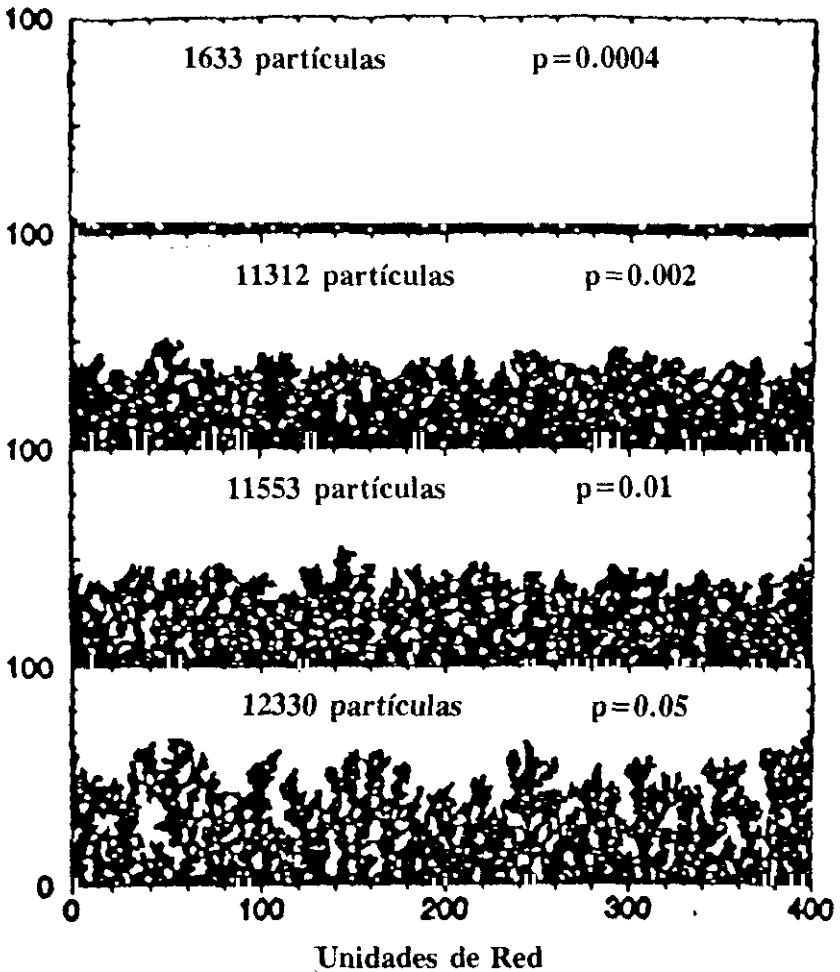 100
1633 partículas p=0.0004
100
11312 partículas p=0.002
100
11553 partículas p=0.01
100
12330 partículas p=0.05
0
0 100 200 300 400
Unidades de Red